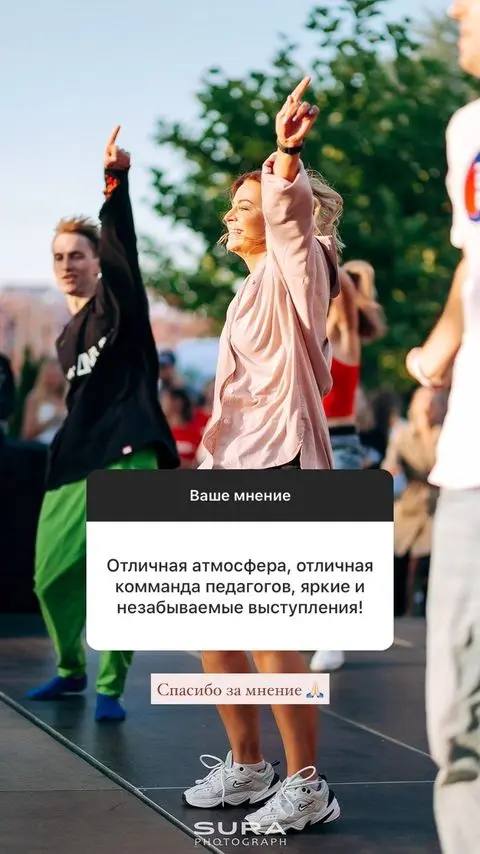 Ваше мнение
Отличная атмосфера, отличная
комманда педагогов, яркие и
незабываемые выступления!
Спасибо за мнение 🙏🏻
SURA
PHOTOGRAPH